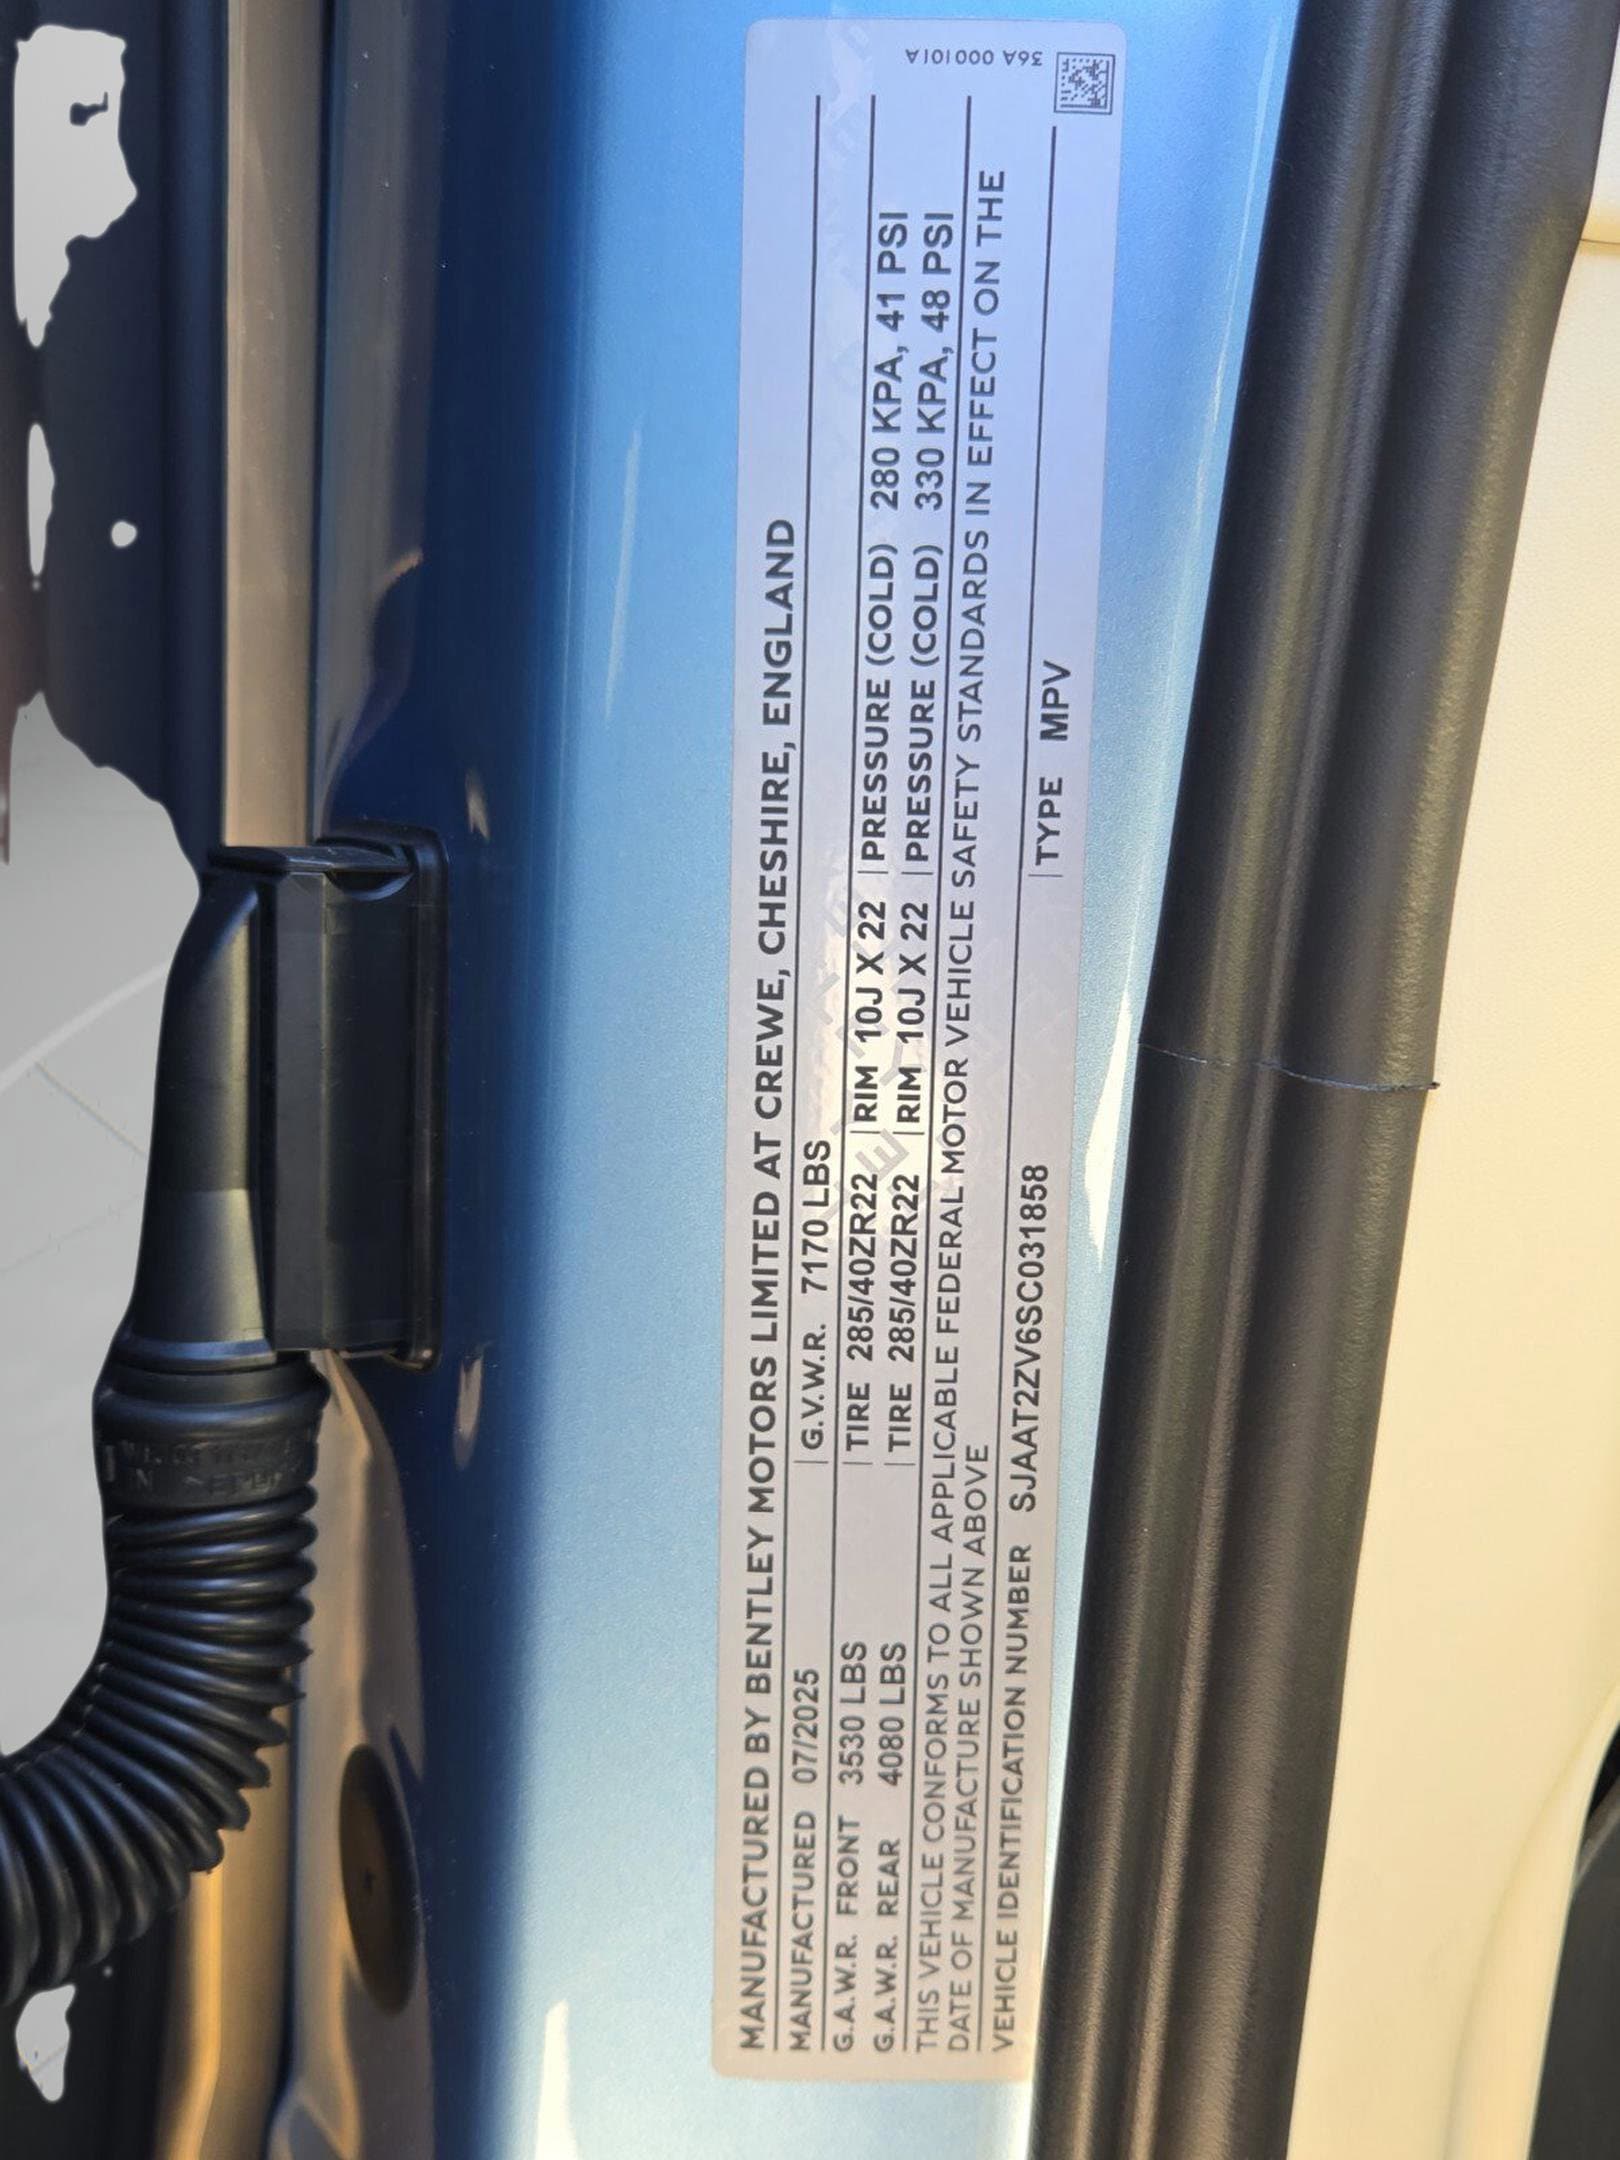 MANUFACTURED BY BENTLEY MOTORS LIMITED AT CREWE, CHESHIRE, ENGLAND
MANUFACTURED 07/2025 G.V.W.R. 7170 LBS
G.A.W.R. FRONT 3530 LBS TIRE 285/40ZR22 RIM 10J X 22 PRESSURE (COLD) 280 KPA, 41 PSI
G.A.W.R. REAR 4080 LBS TIRE 285/40ZR22 RIM 10J X 22 PRESSURE (COLD) 330 KPA, 48 PSI
THIS VEHICLE CONFORMS TO ALL APPLICABLE FEDERAL MOTOR VEHICLE SAFETY STANDARDS IN EFFECT ON THE
DATE OF MANUFACTURE SHOWN ABOVE
VEHICLE IDENTIFICATION NUMBER SJAAT2ZV6SC031858 TYPE MPV
36A 000101A